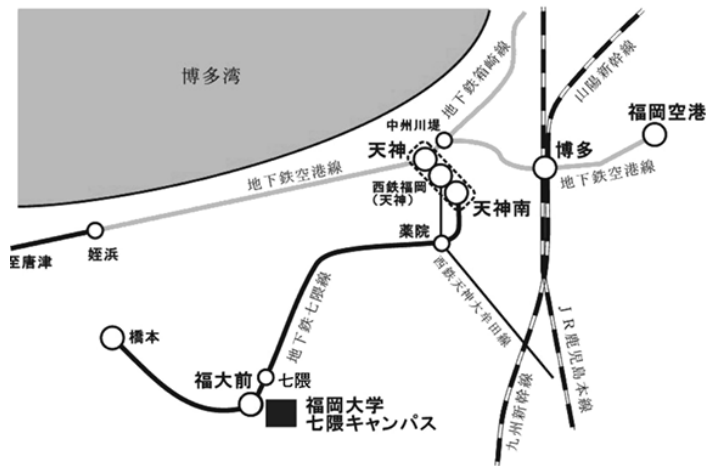 博多湾
地下鉄箱崎線
山陽新幹線
中州川堤
福岡空港
天神
博多
地下鉄空港線
地下鉄空港線
西鉄福岡
(天神)
天神南
薬院
姪浜
至唐津
地下鉄七隈線
西鉄天神大牟田線
JR鹿児島本線
橋本
福大前
七隈
九州新幹線
福岡大学
七隈キャンパス